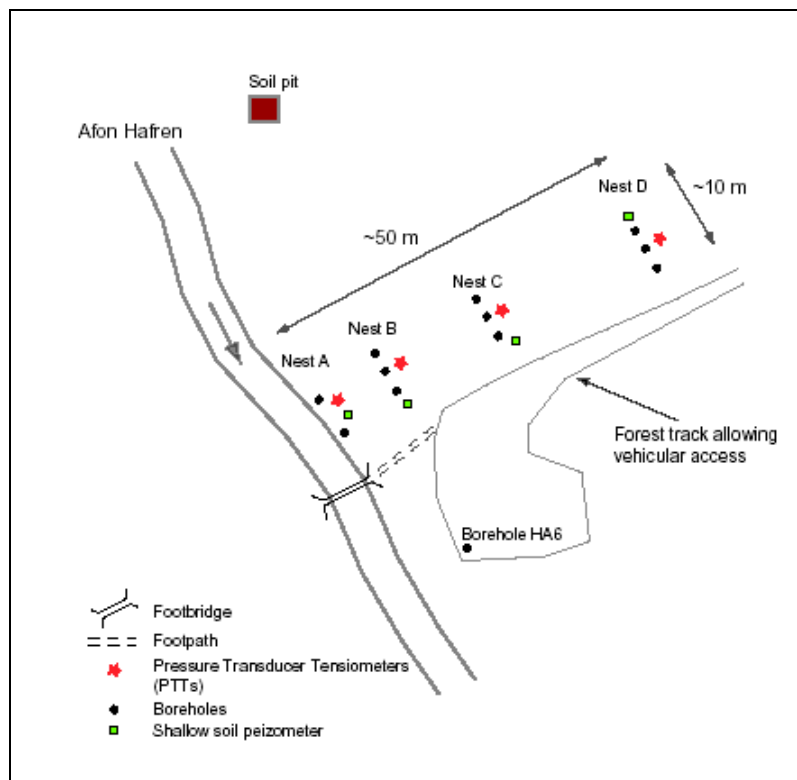 Soil pit
Afon Hafren
Nest D
~10 m
~50 m
Nest C
Nest B
Nest A
Forest track allowing
vehicular access
Borehole HA6
Footbridge
Footpath
Pressure Transducer Tensiometers
(PTTs)
Boreholes
Shallow soil peizometer